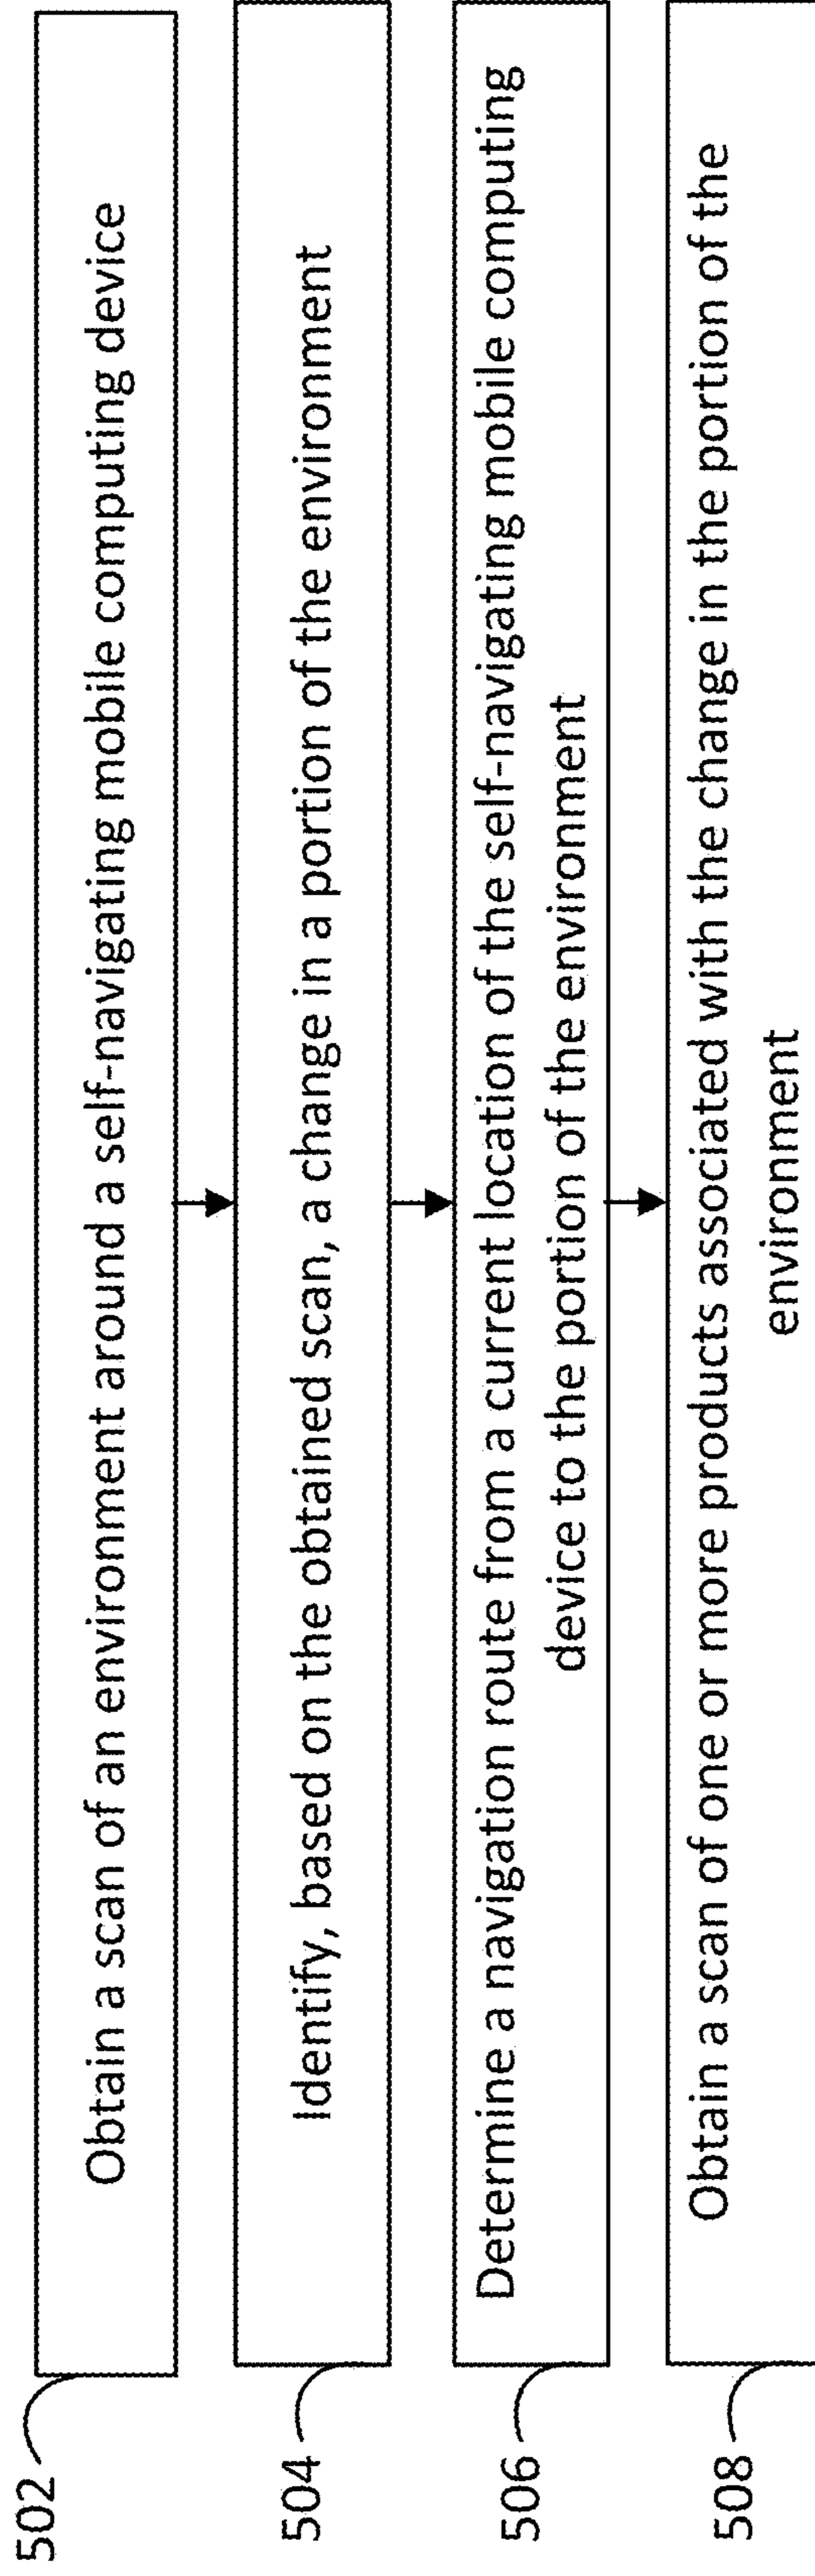 502
Obtain a scan of an environment around a self-navigating mobile computing device
504
Identify, based on the obtained scan, a change in a portion of the environment
506
Determine a navigation route from a current location of the self-navigating mobile computing
device to the portion of the environment
508
Obtain a scan of one or more products associated with the change in the portion of the
environment